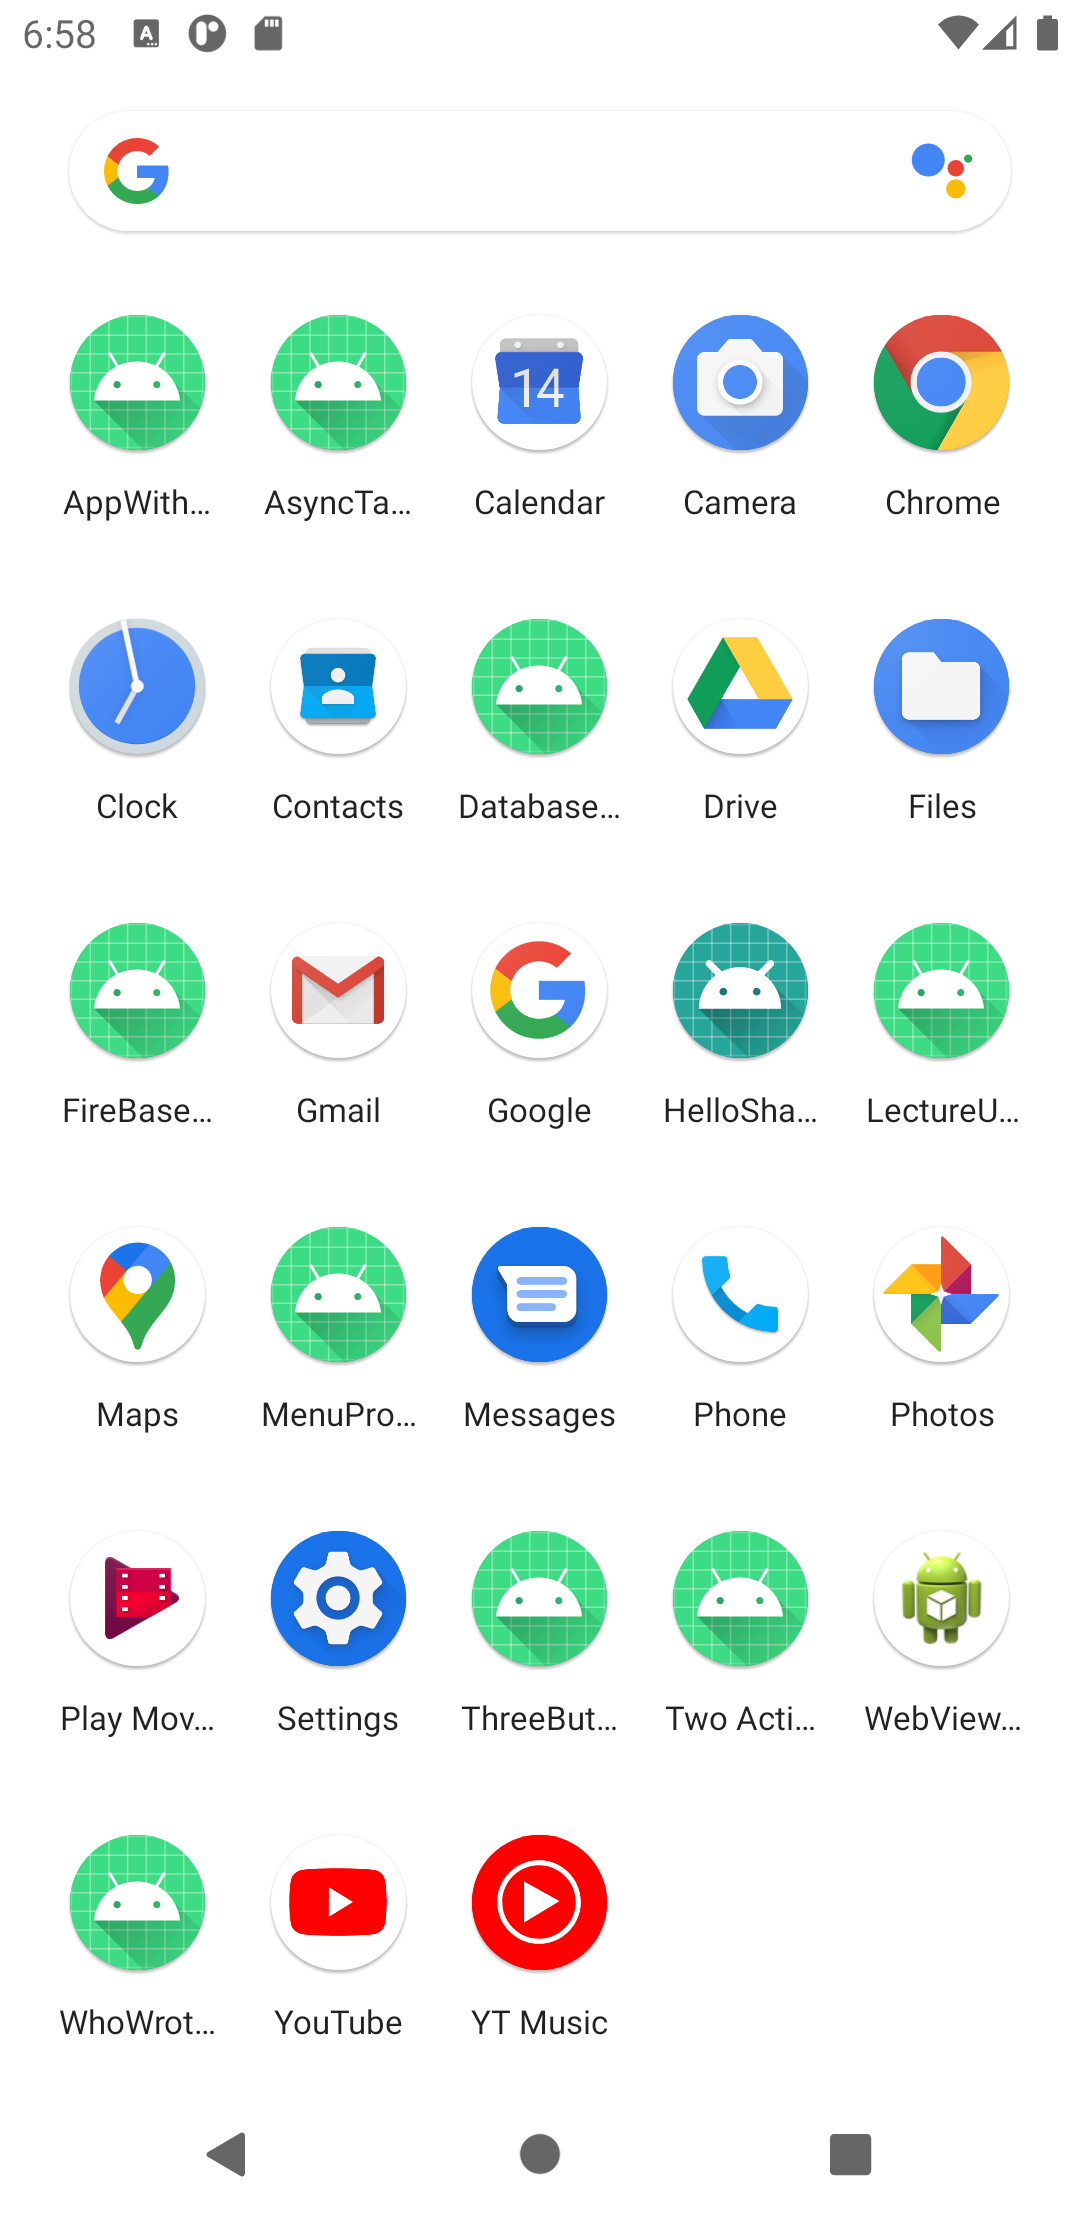 6:58
AppWith…
AsyncTa…
Calendar
Camera
Chrome
14
Clock
Contacts
Database…
Drive
Files
FireBase…
Gmail
Google
HelloSha…
LectureU…
Maps
MenuPro…
Messages
Phone
Photos
Play Mov…
Settings
ThreeBut…
Two Acti…
WebView…
WhoWrot…
YouTube
YT Music